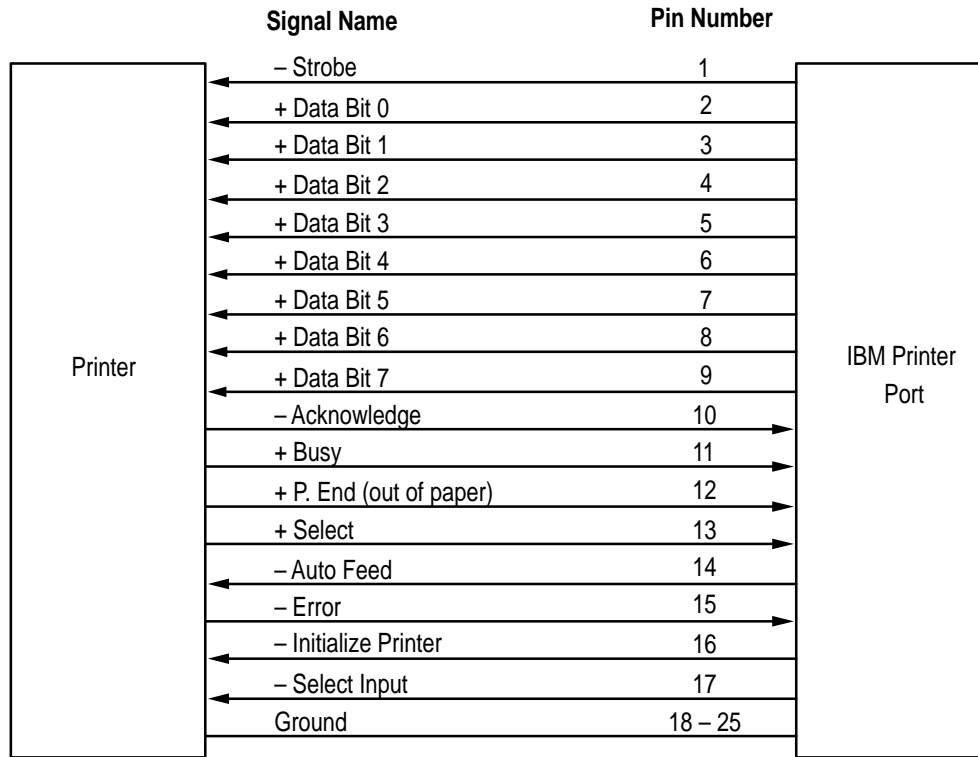 Signal Name Pin Number
– Strobe 1
+ Data Bit 0 2
+ Data Bit 1 3
+ Data Bit 2 4
+ Data Bit 3 5
+ Data Bit 4 6
+ Data Bit 5 7
+ Data Bit 6 8
Printer
IBM Printer
Port
+ Data Bit 7 9
– Acknowledge 10
+ Busy 11
+ P. End (out of paper) 12
+ Select 13
– Auto Feed 14
– Error 15
– Initialize Printer 16
– Select Input 17
Ground 18 – 25